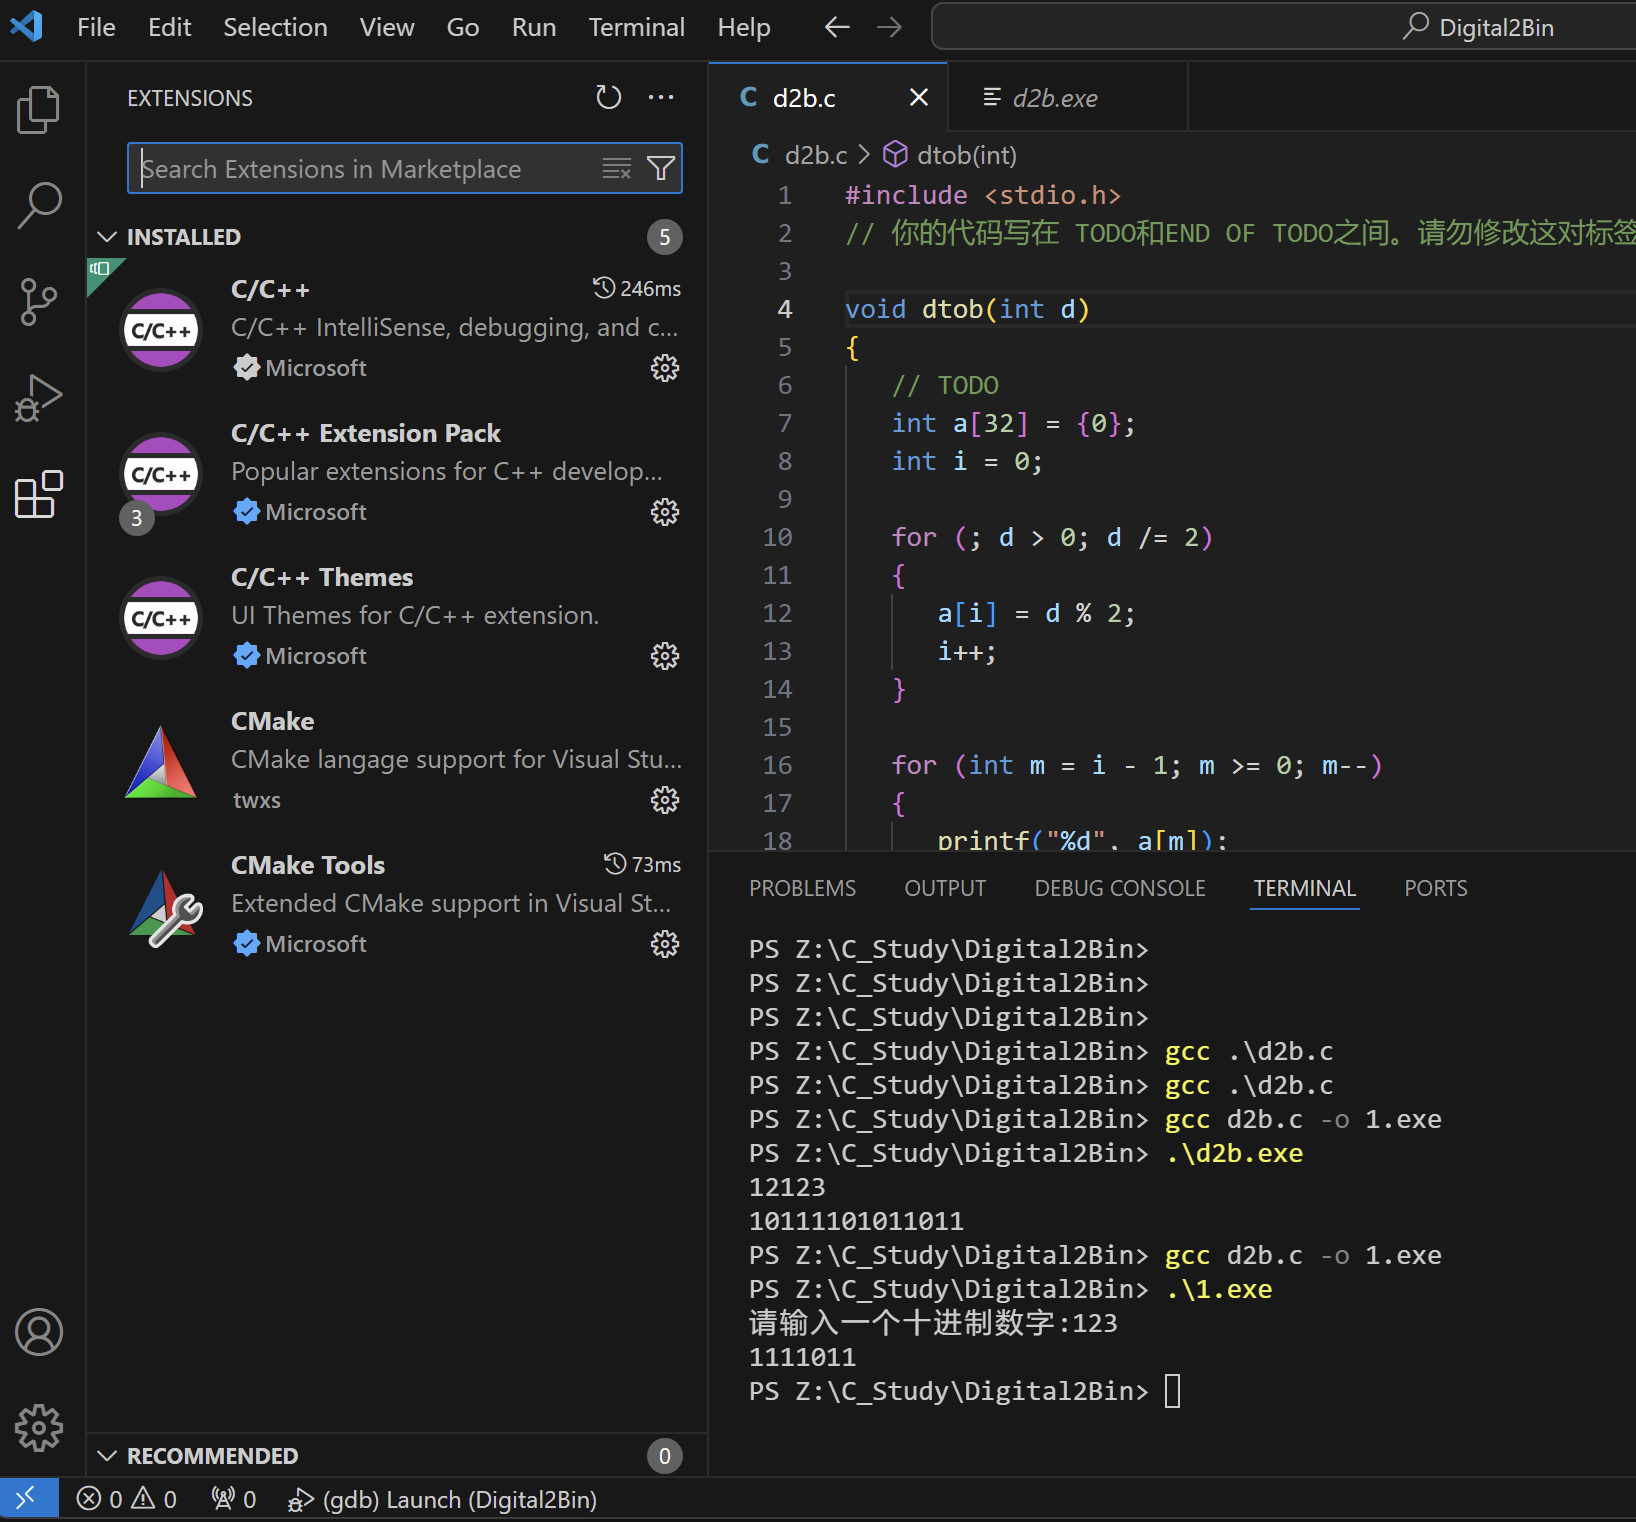 File Edit Selection View Go Run Terminal Help Digital2Bin
EXTENSIONS
Search Extensions in Marketplace
INSTALLED 5
C/C++ 246ms
C/C++ IntelliSense, debugging, and c...
C/C++
Microsoft
C/C++ Extension Pack
Popular extensions for C++ develop...
C/C++
3
Microsoft
C/C++ Themes
UI Themes for C/C++ extension.
C/C++
Microsoft
CMake
CMake langage support for Visual Stu...
twxs
CMake Tools 73ms
Extended CMake support in Visual St...
Microsoft
RECOMMENDED 0
C d2b.c d2b.exe
C d2b.c > dtob(int)
1 #include <stdio.h>
2 // 你的代码写在 TODO和END OF TODO之间。请勿修改这对标签
3
4 void dtob(int d)
5 {
6 // TODO
7 int a[32] = {0};
8 int i = 0;
9
10 for (; d > 0; d /= 2)
11 {
12 a[i] = d % 2;
13 i++;
14 }
15
16 for (int m = i - 1; m >= 0; m--)
17 {
18 printf("%d", a[m]);
PROBLEMS OUTPUT DEBUG CONSOLE TERMINAL PORTS
PS Z:\C_Study\Digital2Bin>
PS Z:\C_Study\Digital2Bin>
PS Z:\C_Study\Digital2Bin>
PS Z:\C_Study\Digital2Bin> gcc .\d2b.c
PS Z:\C_Study\Digital2Bin> gcc .\d2b.c
PS Z:\C_Study\Digital2Bin> gcc d2b.c -o 1.exe
PS Z:\C_Study\Digital2Bin> .\d2b.exe
12123
10111101011011
PS Z:\C_Study\Digital2Bin> gcc d2b.c -o 1.exe
PS Z:\C_Study\Digital2Bin> .\1.exe
请输入一个十进制数字:123
1111011
PS Z:\C_Study\Digital2Bin>
0 0 0 (gdb) Launch (Digital2Bin)